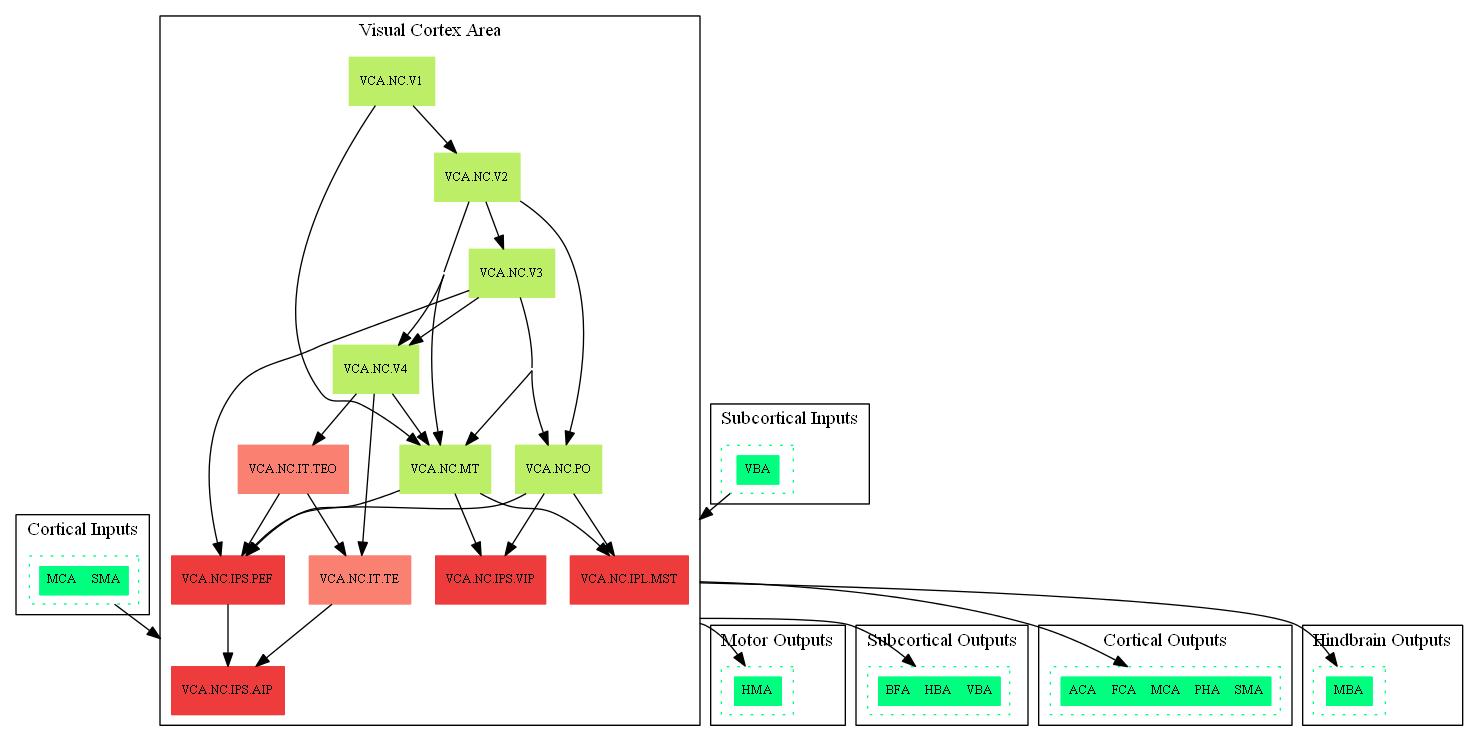 Visual Cortex Area
VCA.NC.V1
VCA.NC.V2
VCA.NC.V3
VCA.NC.V4
Subcortical Inputs
VBA
VCA.NC.IT.TEO
VCA.NC.MT
VCA.NC.PO
Cortical Inputs
MCA SMA
VCA.NC.IPS.PEF
VCA.NC.IT.TE
VCA.NC.IPS.VIP
VCA.NC.IPL.MST
VCA.NC.IPS.AIP
Motor Outputs
HMA
Subcortical Outputs
BFA HBA VBA
Cortical Outputs
ACA FCA MCA PHA SMA
Hindbrain Outputs
MBA